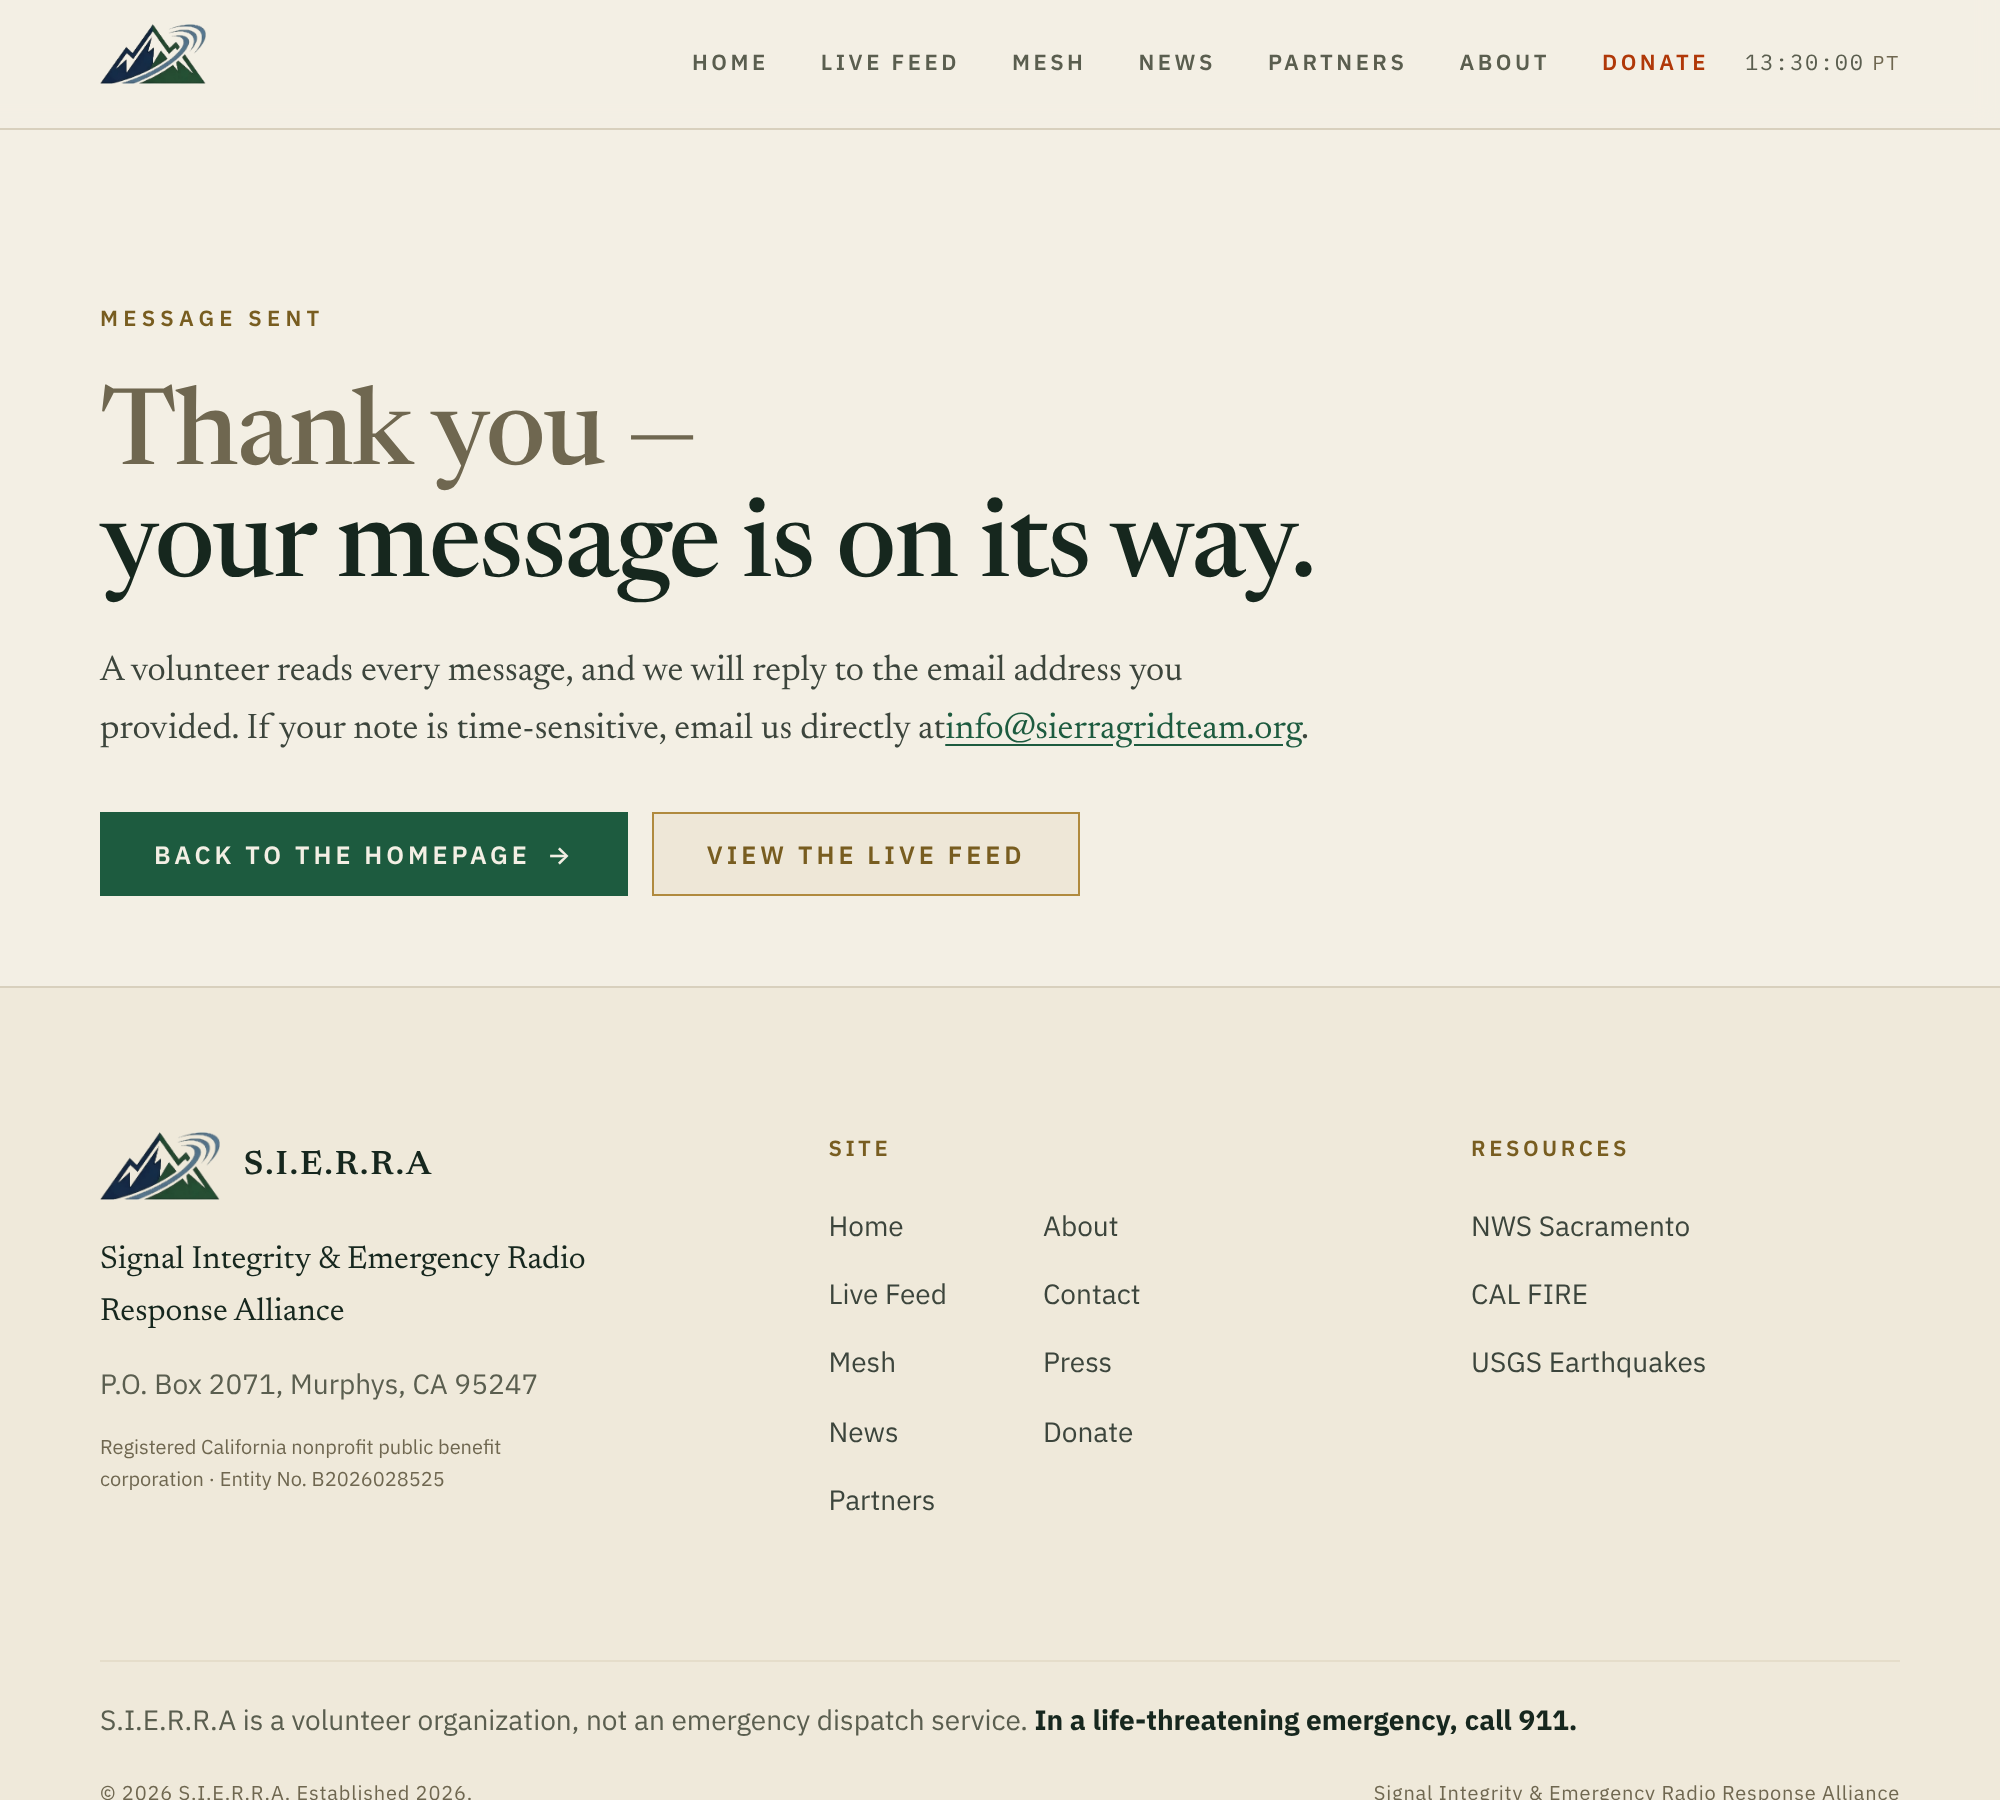 HOME LIVE FEED MESH NEWS PARTNERS ABOUT DONATE 13:30:00 PT
MESSAGE SENT
Thank you —
your message is on its way.
A volunteer reads every message, and we will reply to the email address you
provided. If your note is time-sensitive, email us directly atinfo@sierragridteam.org.
BACK TO THE HOMEPAGE →
VIEW THE LIVE FEED
S.I.E.R.R.A
Signal Integrity & Emergency Radio
Response Alliance
P.O. Box 2071, Murphys, CA 95247
Registered California nonprofit public benefit
corporation · Entity No. B2026028525
SITE
Home
Live Feed
Mesh
News
Partners
About
Contact
Press
Donate
RESOURCES
NWS Sacramento
CAL FIRE
USGS Earthquakes
S.I.E.R.R.A is a volunteer organization, not an emergency dispatch service. In a life-threatening emergency, call 911.
© 2026 S.I.E.R.R.A. Established 2026.
Signal Integrity & Emergency Radio Response Alliance